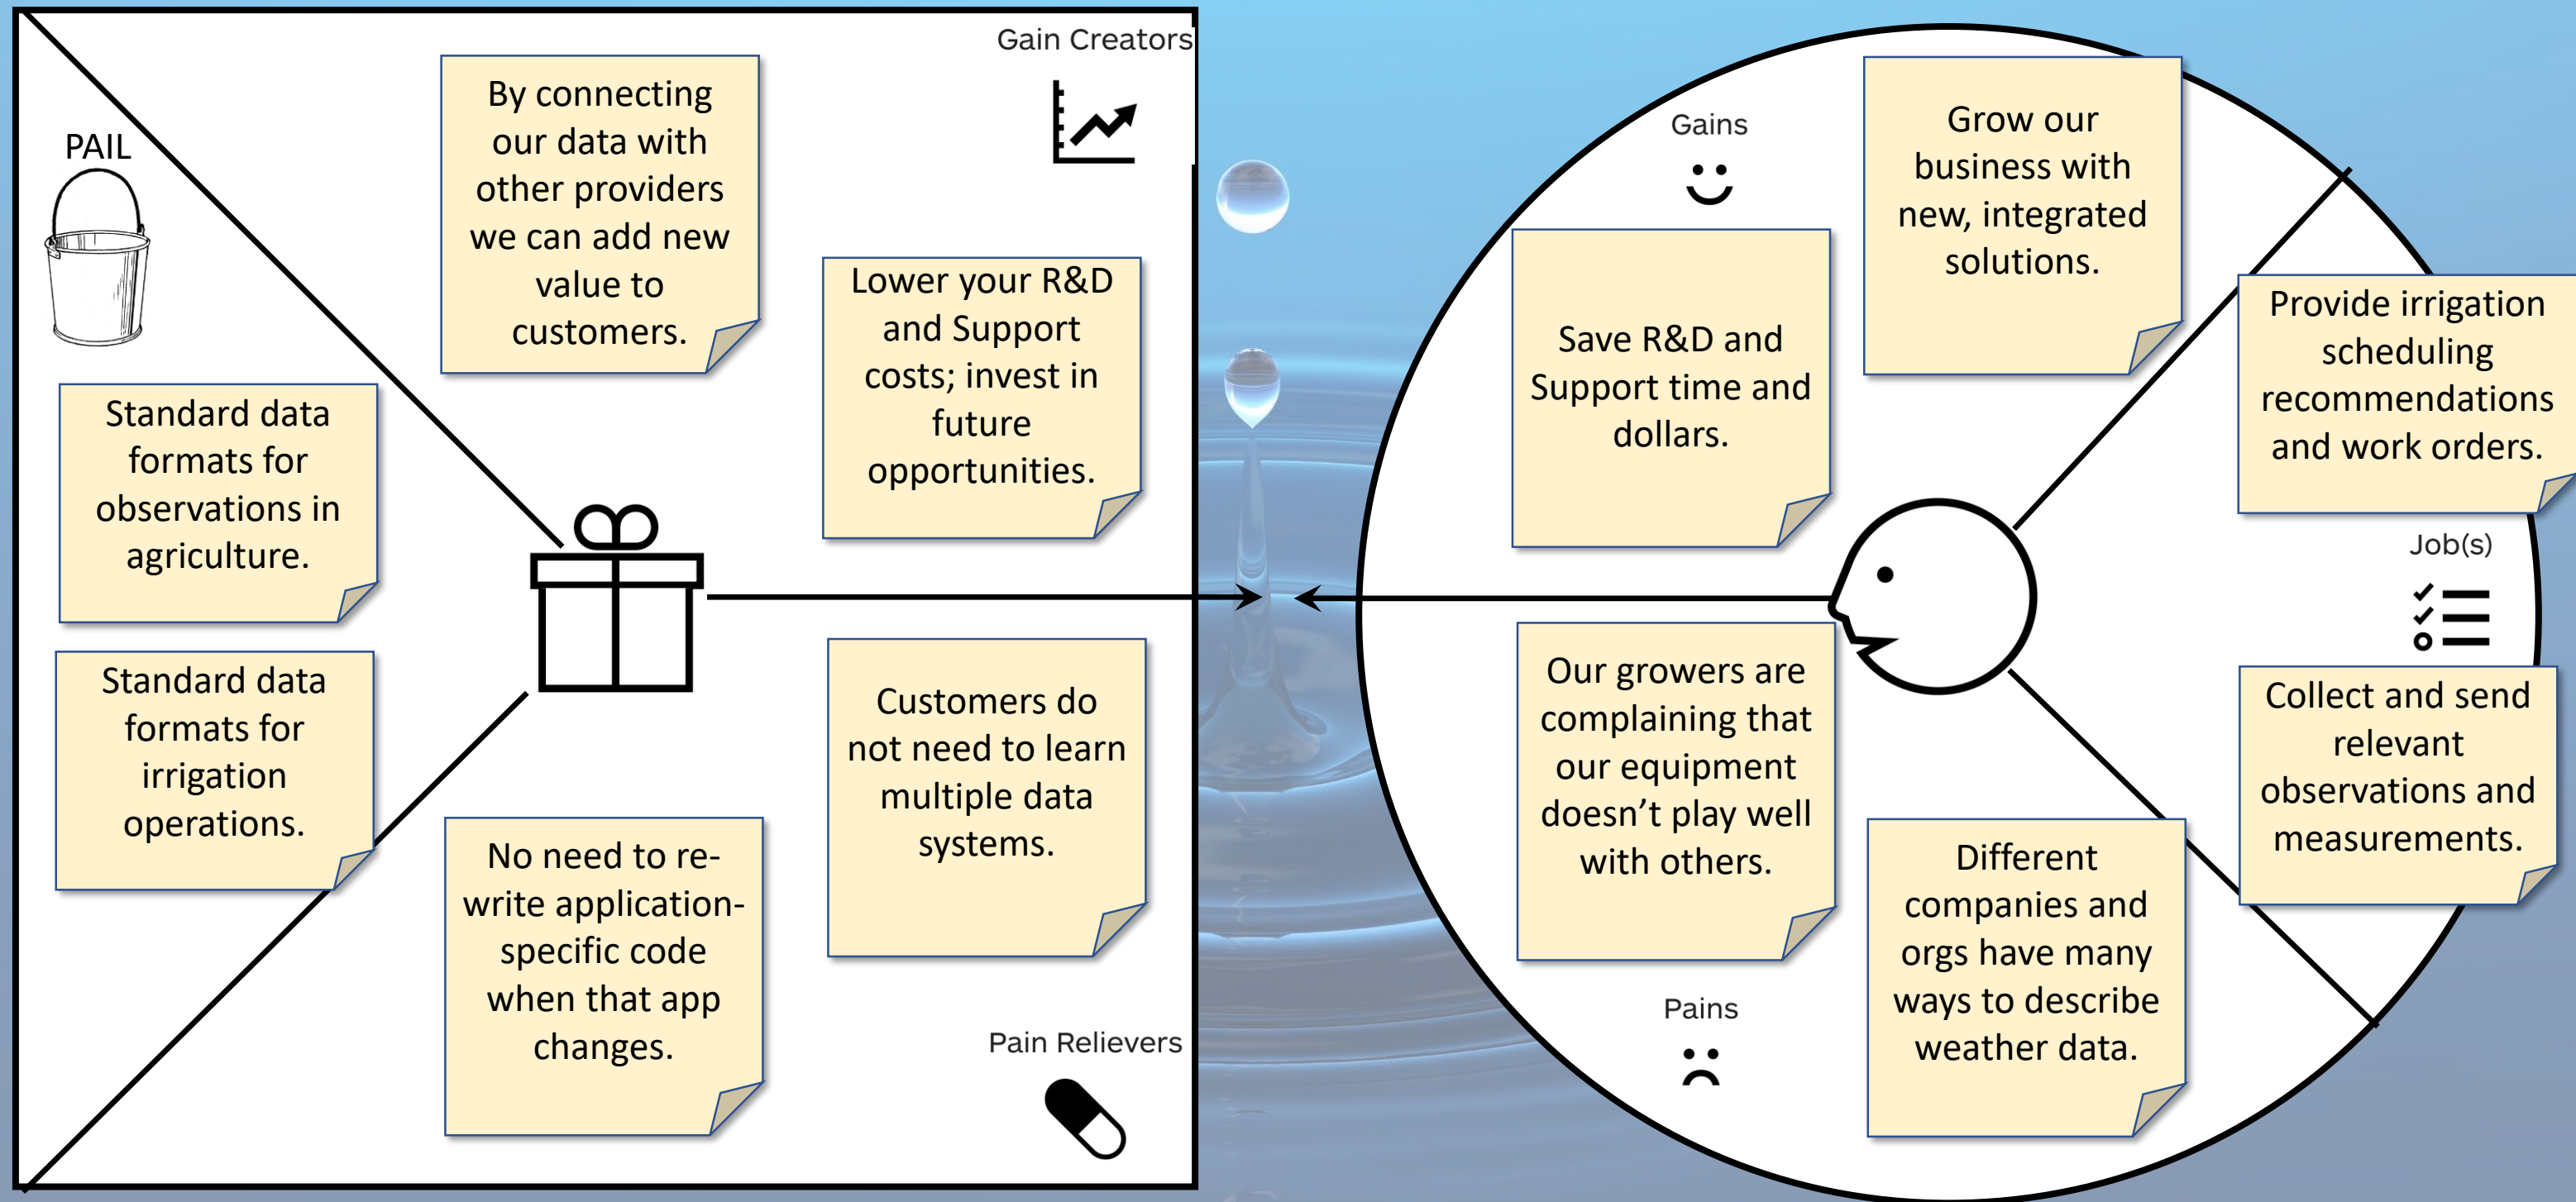 PAIL
Standard data
formats for
observations in
agriculture.
Standard data
formats for
irrigation
operations.
Gain Creators
By connecting
our data with
other providers
we can add new
value to
customers.
Lower your R&D
and Support
costs; invest in
future
opportunities.
Customers do
not need to learn
multiple data
systems.
No need to re-
write application-
specific code
when that app
changes.
Pain Relievers
Gains
Grow our
business with
new, integrated
solutions.
Save R&D and
Support time and
dollars.
Provide irrigation
scheduling
recommendations
and work orders.
Job(s)
Collect and send
relevant
observations and
measurements.
Our growers are
complaining that
our equipment
doesn’t play well
with others.
Different
companies and
orgs have many
ways to describe
weather data.
Pains